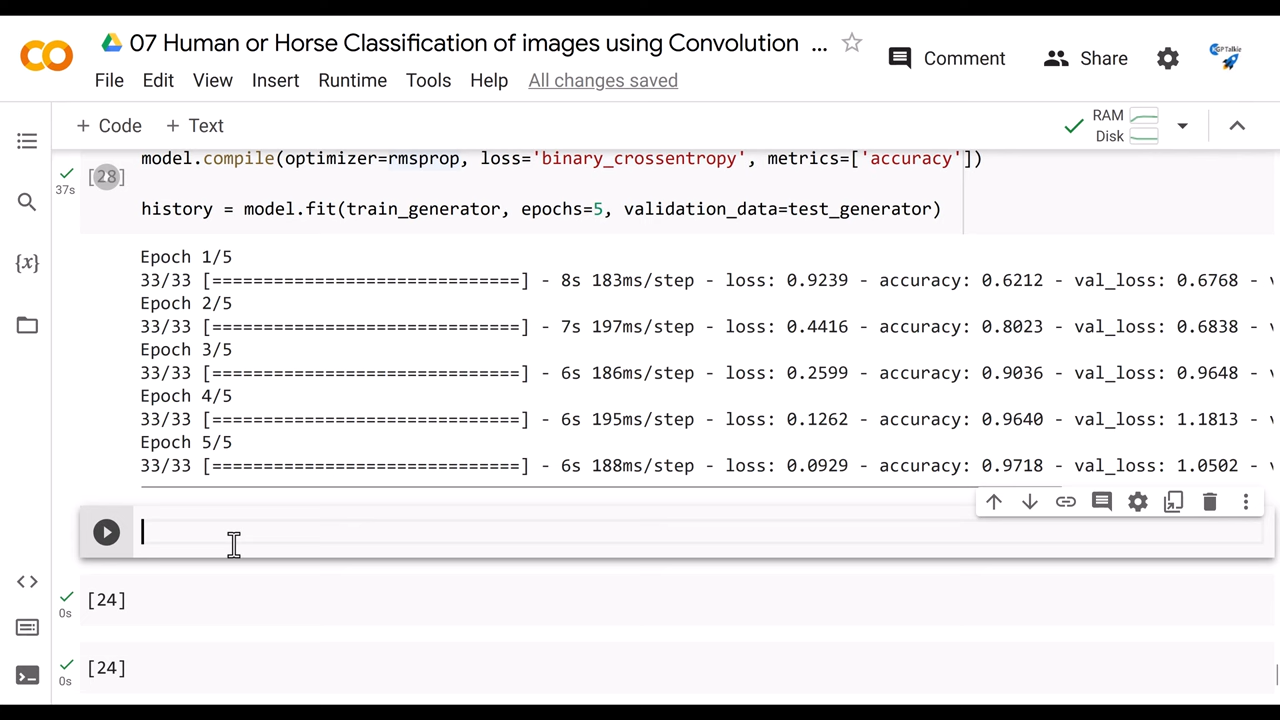 07 Human or Horse Classification of images using Convolution ...
File Edit View Insert Runtime Tools Help All changes saved
Comment Share
KGP Talkie
+ Code + Text
RAM
Disk
model.compile(optimizer=rmsprop, loss='binary_crossentropy', metrics=['accuracy'])
[28]
37s
history = model.fit(train_generator, epochs=5, validation_data=test_generator)
Epoch 1/5
33/33 [==============================] - 8s 183ms/step - loss: 0.9239 - accuracy: 0.6212 - val_loss: 0.6768 - v
Epoch 2/5
33/33 [==============================] - 7s 197ms/step - loss: 0.4416 - accuracy: 0.8023 - val_loss: 0.6838 - v
Epoch 3/5
33/33 [==============================] - 6s 186ms/step - loss: 0.2599 - accuracy: 0.9036 - val_loss: 0.9648 - v
Epoch 4/5
33/33 [==============================] - 6s 195ms/step - loss: 0.1262 - accuracy: 0.9640 - val_loss: 1.1813 - v
Epoch 5/5
33/33 [==============================] - 6s 188ms/step - loss: 0.0929 - accuracy: 0.9718 - val_loss: 1.0502 - v
[24]
0s
[24]
0s